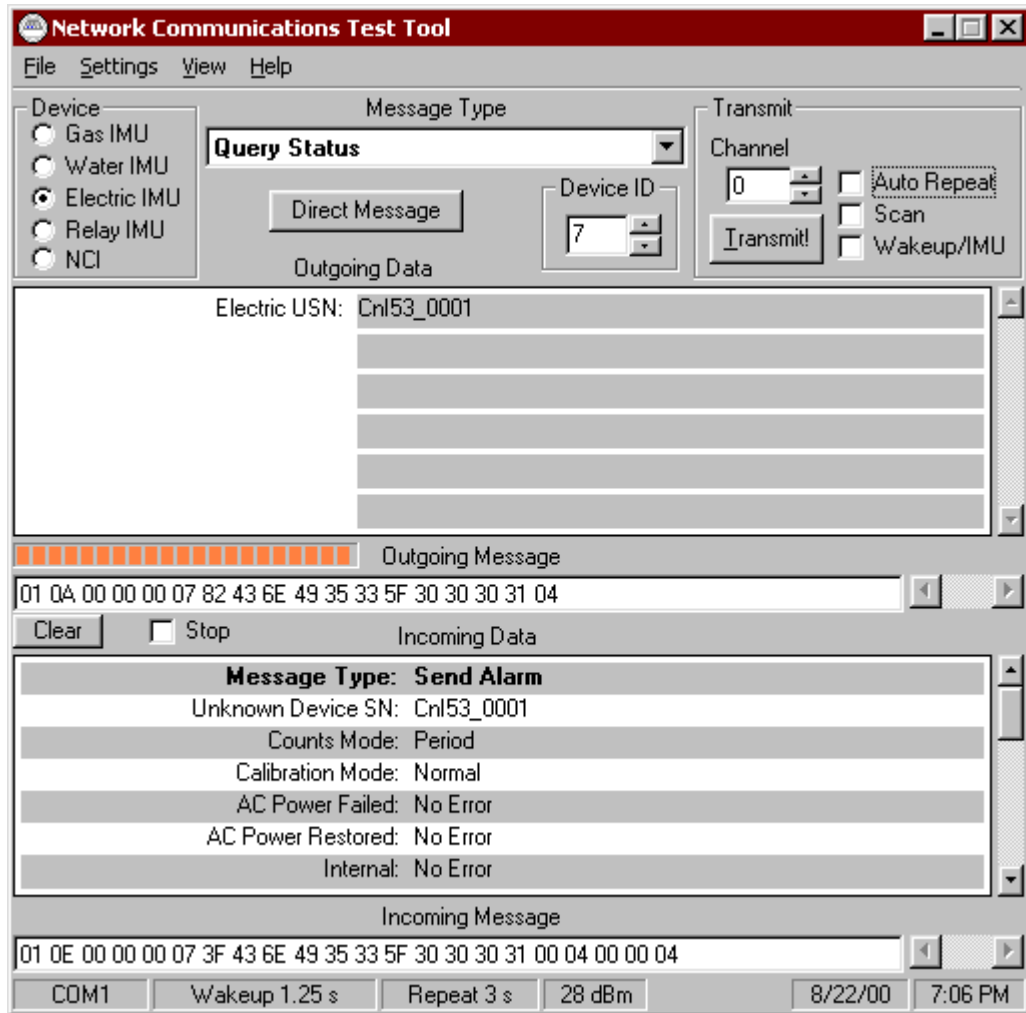 Network Communications Test Tool
File Settings View Help
Device
Gas IMU
Water IMU
Electric IMU
Relay IMU
NCI
Message Type
Query Status
Direct Message
Device ID
7
Outgoing Data
Transmit
Channel
0
Transmit!
Auto Repeat
Scan
Wakeup/IMU
Electric USN: CnI53_0001
Outgoing Message
01 0A 00 00 00 07 82 43 6E 49 35 33 5F 30 30 30 31 04
Clear Stop Incoming Data
Message Type: Send Alarm
Unknown Device SN: CnI53_0001
Counts Mode: Period
Calibration Mode: Normal
AC Power Failed: No Error
AC Power Restored: No Error
Internal: No Error
Incoming Message
01 0E 00 00 00 07 3F 43 6E 49 35 33 5F 30 30 30 31 00 04 00 00 04
COM1 Wakeup 1.25 s Repeat 3 s 28 dBm 8/22/00 7:06 PM